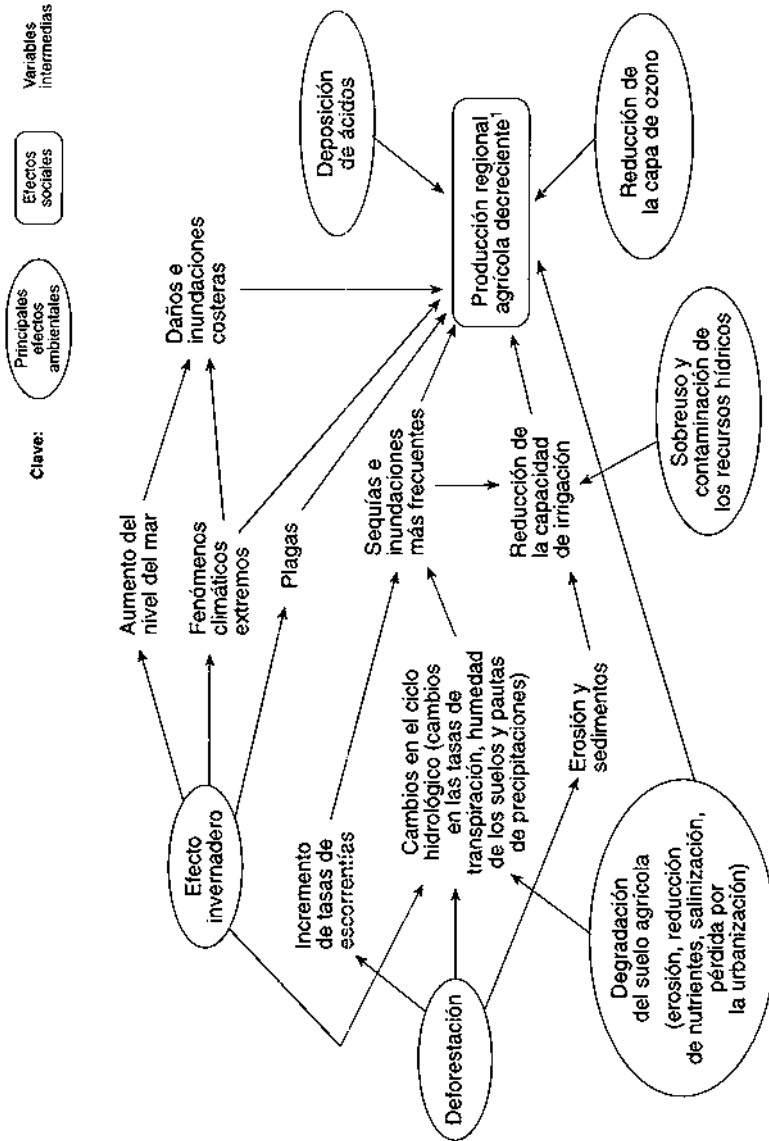 Clave:
Principales
efectos
ambientales
Efectos
sociales
Variables
intermedias
Aumento del
nivel del mar
Daños e
inundaciones
costeras
Efecto
invernadero
Fenómenos
climáticos
extremos
Plagas
Deposición
de ácidos
Incremento
de tasas de
escorrentías
Sequías e
inundaciones
más frecuentes
Producción regional
agrícola decreciente¹
Deforestación
Cambios en el ciclo
hidrológico (cambios
en las tasas de
transpiración, humedad
de los suelos y pautas
de precipitaciones)
Reducción de
la capacidad
de irrigación
Reducción de
la capa de ozono
Erosión y
sedimentos
Sobreuso y
contaminación de
los recursos hídricos
Degradación
del suelo agrícola
(erosión, reducción
de nutrientes, salinización,
pérdida por
la urbanización)